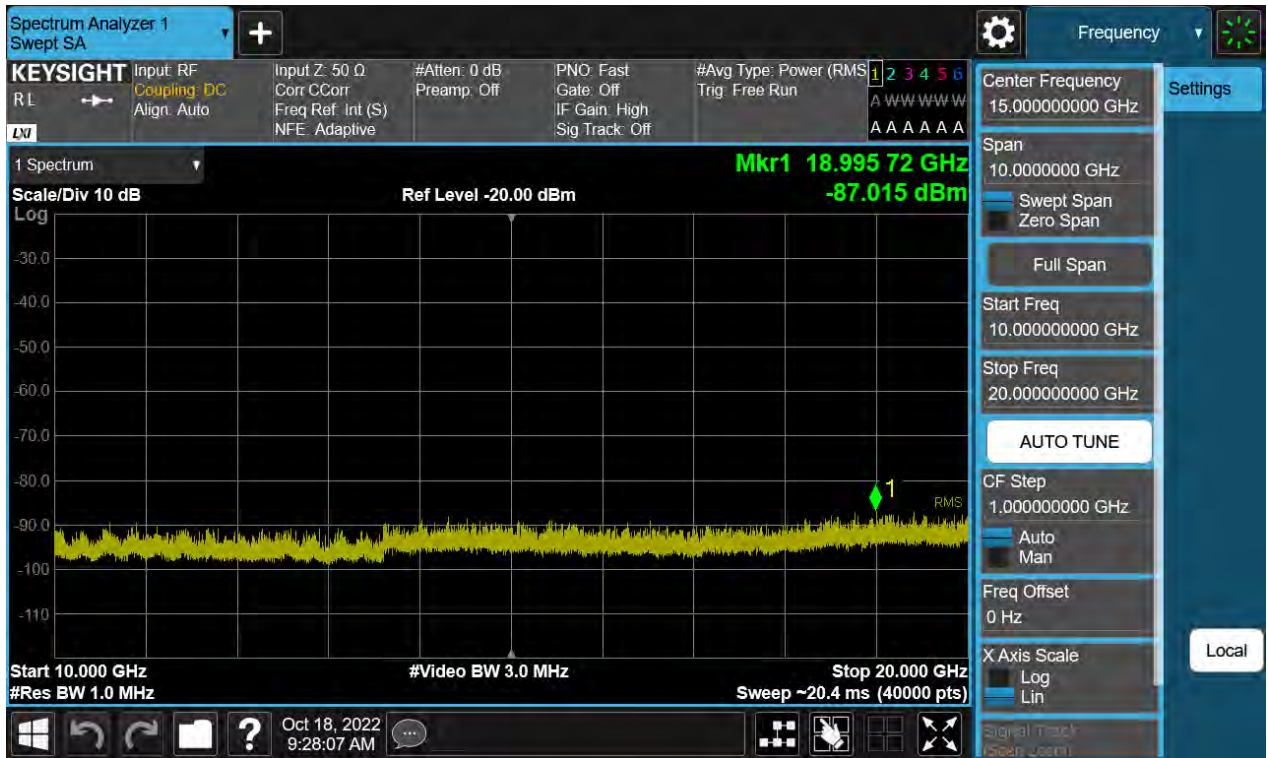 Spectrum Analyzer 1
Swept SA
+
Frequency
KEYSIGHT
RL
LXI
Input: RF
Coupling: DC
Align: Auto
Input Z: 50 Ω
Corr CCorr
Freq Ref: Int (S)
NFE: Adaptive
#Atten: 0 dB
Preamp: Off
PNO: Fast
Gate: Off
IF Gain: High
Sig Track: Off
#Avg Type: Power (RMS
Trig: Free Run
1 2 3 4 5 6
A W W W W W
A A A A A A
1 Spectrum
Scale/Div 10 dB
Ref Level -20.00 dBm
Mkr1 18.995 72 GHz
-87.015 dBm
Log
-30.0
-40.0
-50.0
-60.0
-70.0
-80.0
-90.0
-100
-110
1
RMS
Start 10.000 GHz
#Video BW 3.0 MHz
Stop 20.000 GHz
#Res BW 1.0 MHz
Sweep ~20.4 ms (40000 pts)
Center Frequency
15.000000000 GHz
Span
10.0000000 GHz
Swept Span
Zero Span
Full Span
Start Freq
10.000000000 GHz
Stop Freq
20.000000000 GHz
AUTO TUNE
CF Step
1.000000000 GHz
Auto
Man
Freq Offset
0 Hz
X Axis Scale
Log
Lin
Signal Track
(Span Zoom)
Settings
Local
?
Oct 18, 2022
9:28:07 AM